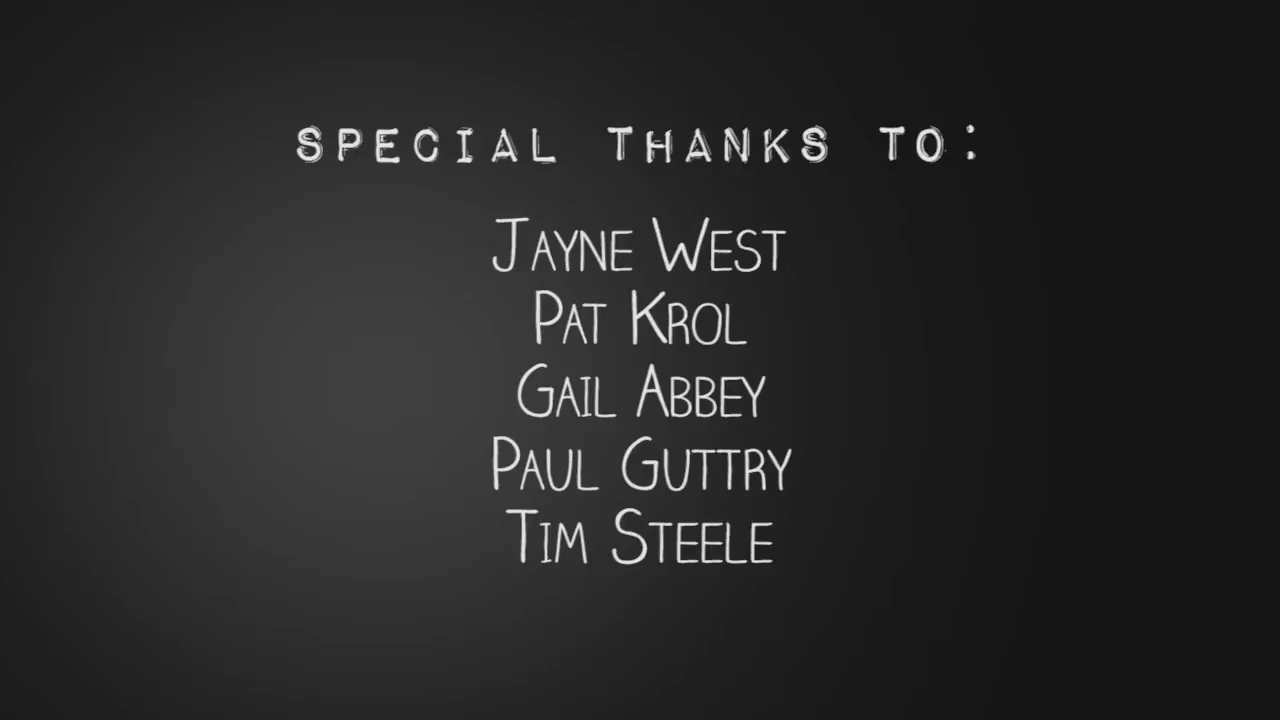 SPECIAL THANKS TO:
JAYNE WEST
PAT KROL
GAIL ABBEY
PAUL GUTTRY
TIM STEELE